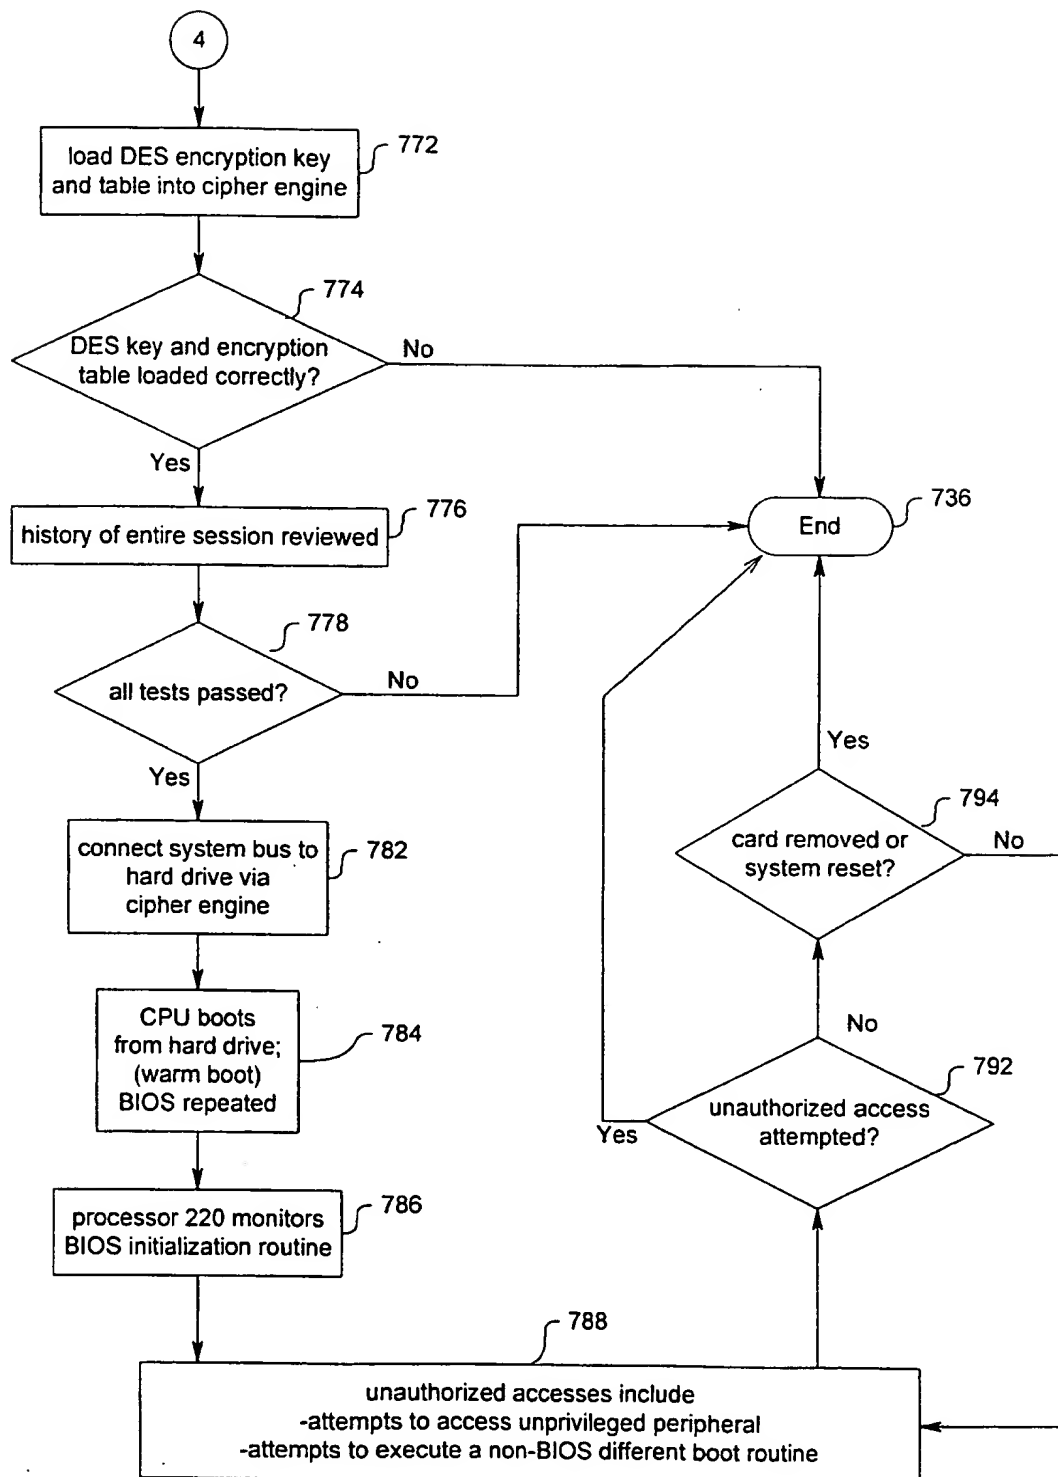 4
load DES encryption key
and table into cipher engine
772
774
DES key and encryption
table loaded correctly?
No
Yes
history of entire session reviewed
776
736
End
778
all tests passed?
No
Yes
connect system bus to
hard drive via
cipher engine
782
CPU boots
from hard drive;
(warm boot)
BIOS repeated
784
processor 220 monitors
BIOS initialization routine
786
788
unauthorized accesses include
-attempts to access unprivileged peripheral
-attempts to execute a non-BIOS different boot routine
792
unauthorized access
attempted?
Yes
No
794
card removed or
system reset?
Yes
No